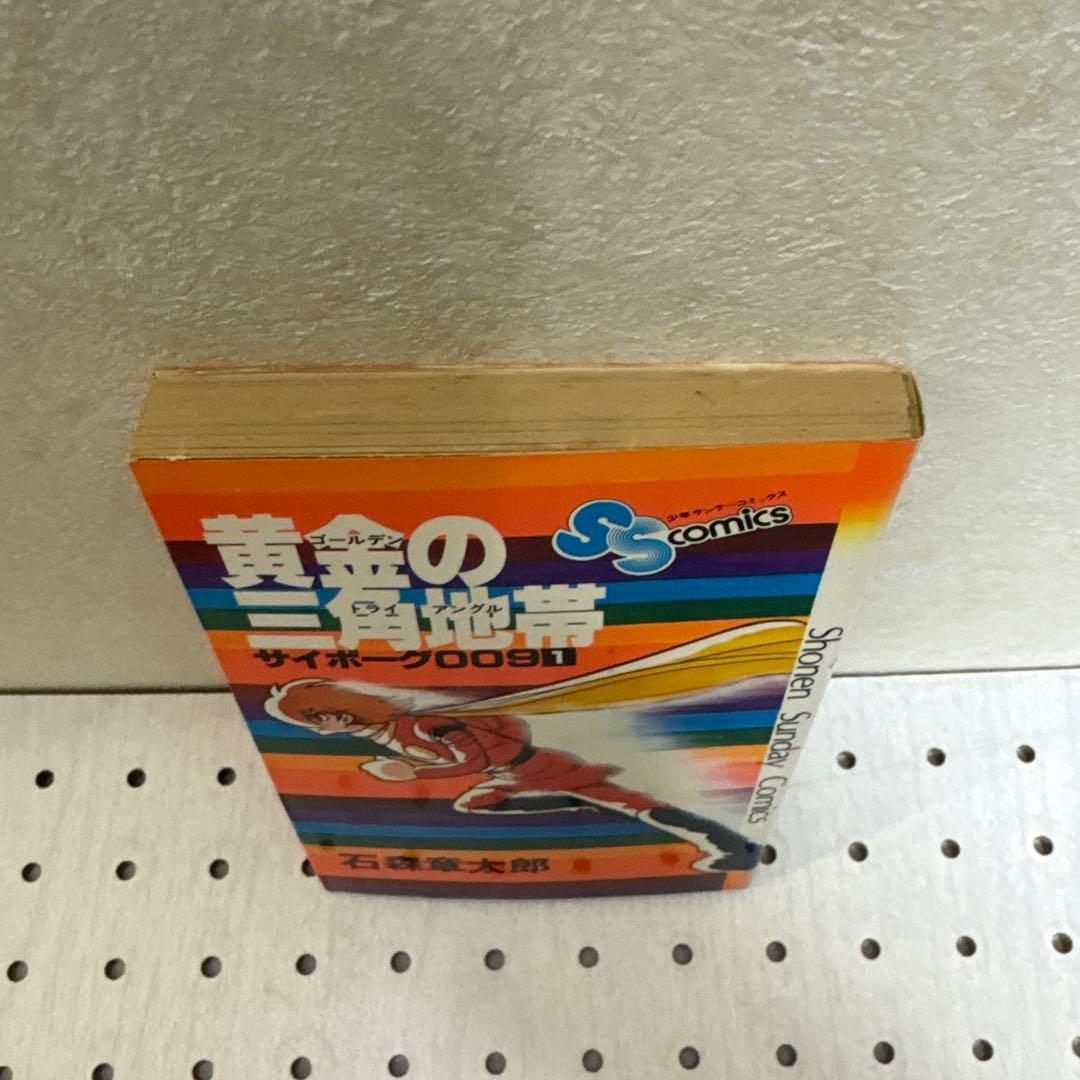 少年サンデーコミックス
SS comics
黄金の
ゴールデン
三角地帯
トライアングル
サイボーグ009 1
石森章太郎
Shonen Sunday Comics